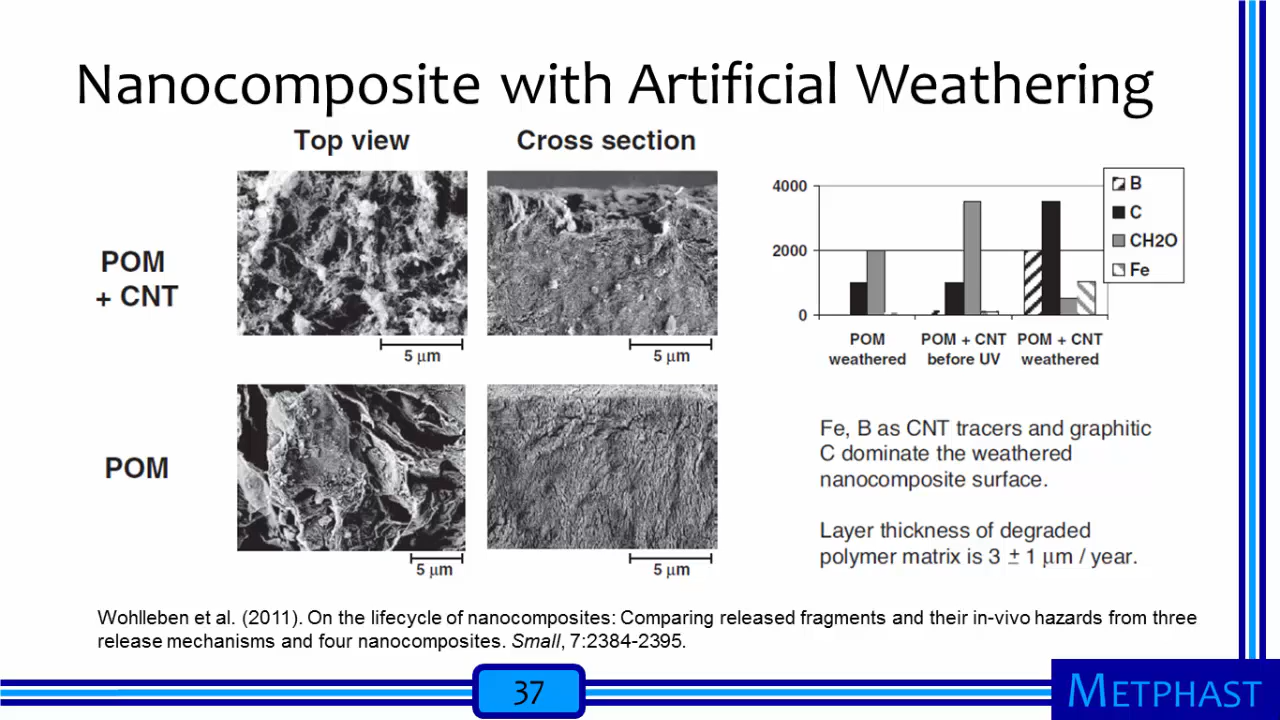 Nanocomposite with Artificial Weathering
Top view
Cross section
POM
+ CNT
5 μm
5 μm
POM
5 μm
5 μm
4000
2000
0
B
C
CH2O
Fe
POM
weathered
POM + CNT
before UV
POM + CNT
weathered
Fe, B as CNT tracers and graphitic
C dominate the weathered
nanocomposite surface.
Layer thickness of degraded
polymer matrix is 3 ± 1 μm / year.
Wohlleben et al. (2011). On the lifecycle of nanocomposites: Comparing released fragments and their in-vivo hazards from three
release mechanisms and four nanocomposites. Small, 7:2384-2395.
37
METPHAST